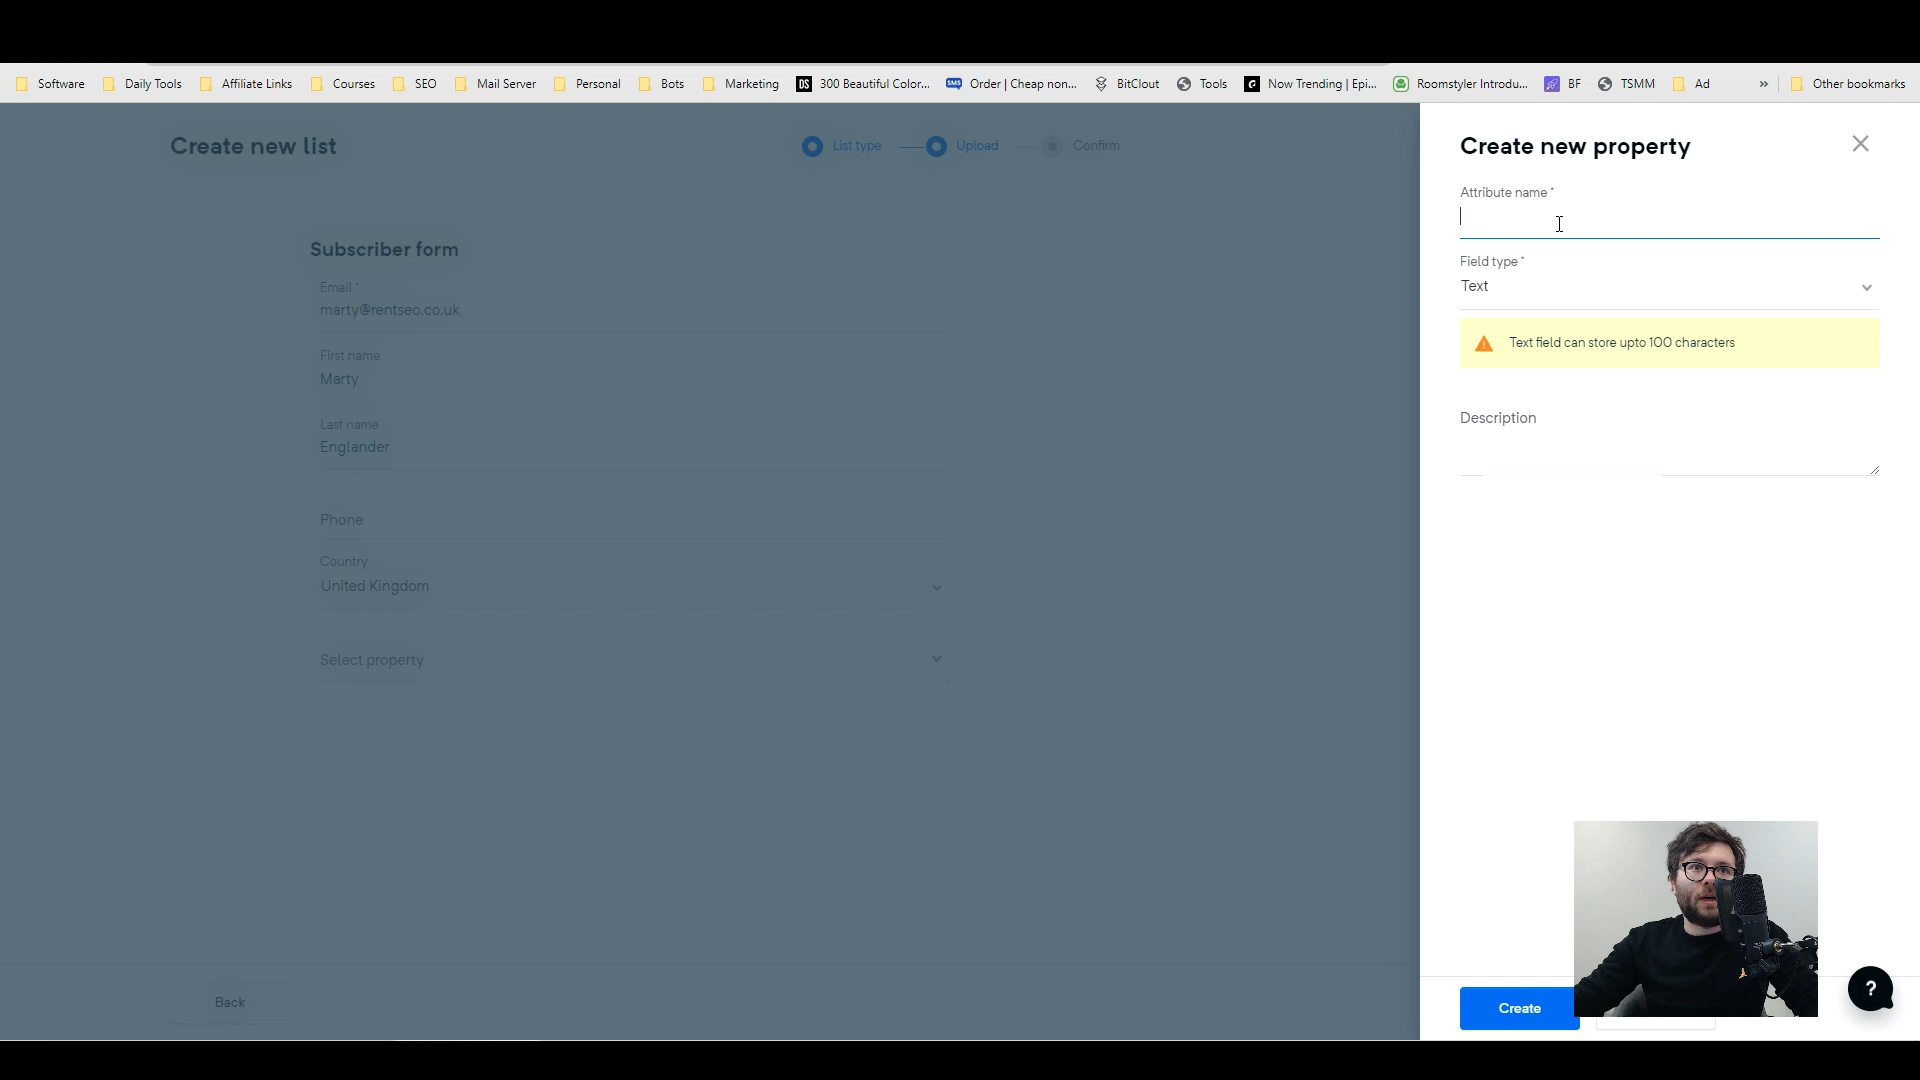 Software
Daily Tools
Affiliate Links
Courses
SEO
Mail Server
Personal
Bots
Marketing
DS 300 Beautiful Color...
SMS Order | Cheap non...
BitClout
Tools
G Now Trending | Epi...
Roomstyler Introdu...
BF
TSMM
Ad
»
Other bookmarks
Create new list
List type
Upload
Confirm
Subscriber form
Email *
marty@rentseo.co.uk
First name
Marty
Last name
Englander
Phone
Country
United Kingdom
Select property
Back
Create new property
Attribute name *
Field type *
Text
Text field can store upto 100 characters
Description
Create
?